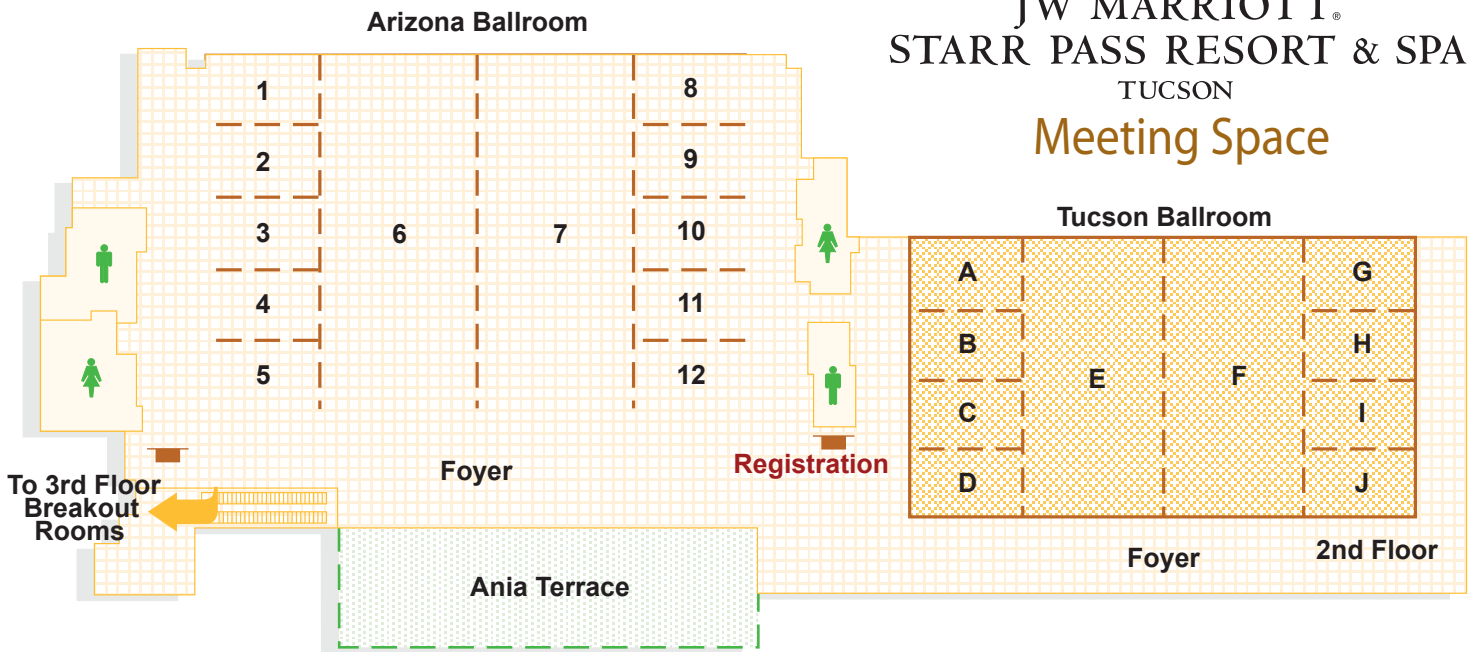 Arizona Ballroom
JW MARRIOTT®
STARR PASS RESORT & SPA
TUCSON
Meeting Space
1
2
3
4
5
6
7
8
9
10
11
12
Tucson Ballroom
A
B
C
D
E
F
G
H
I
J
Registration
Foyer
To 3rd Floor
Breakout
Rooms
Ania Terrace
Foyer
2nd Floor